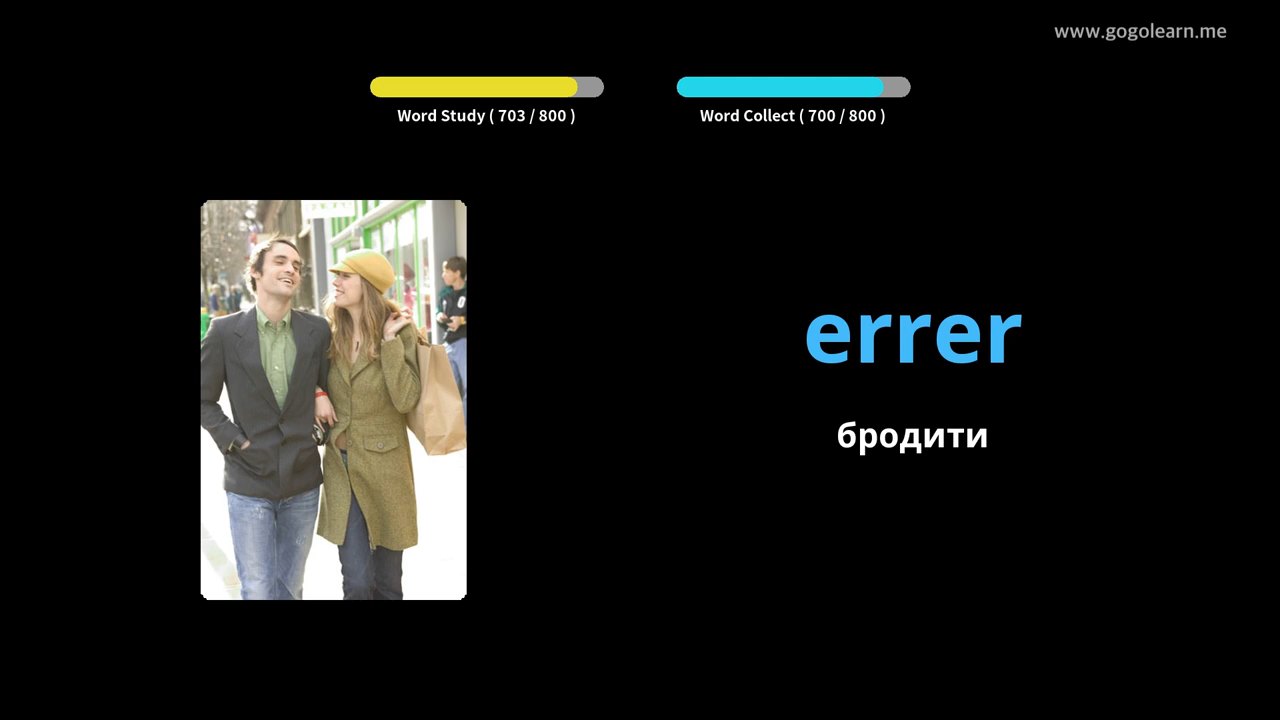 www.gogolearn.me
Word Study ( 703 / 800 )
Word Collect ( 700 / 800 )
errer
бродити